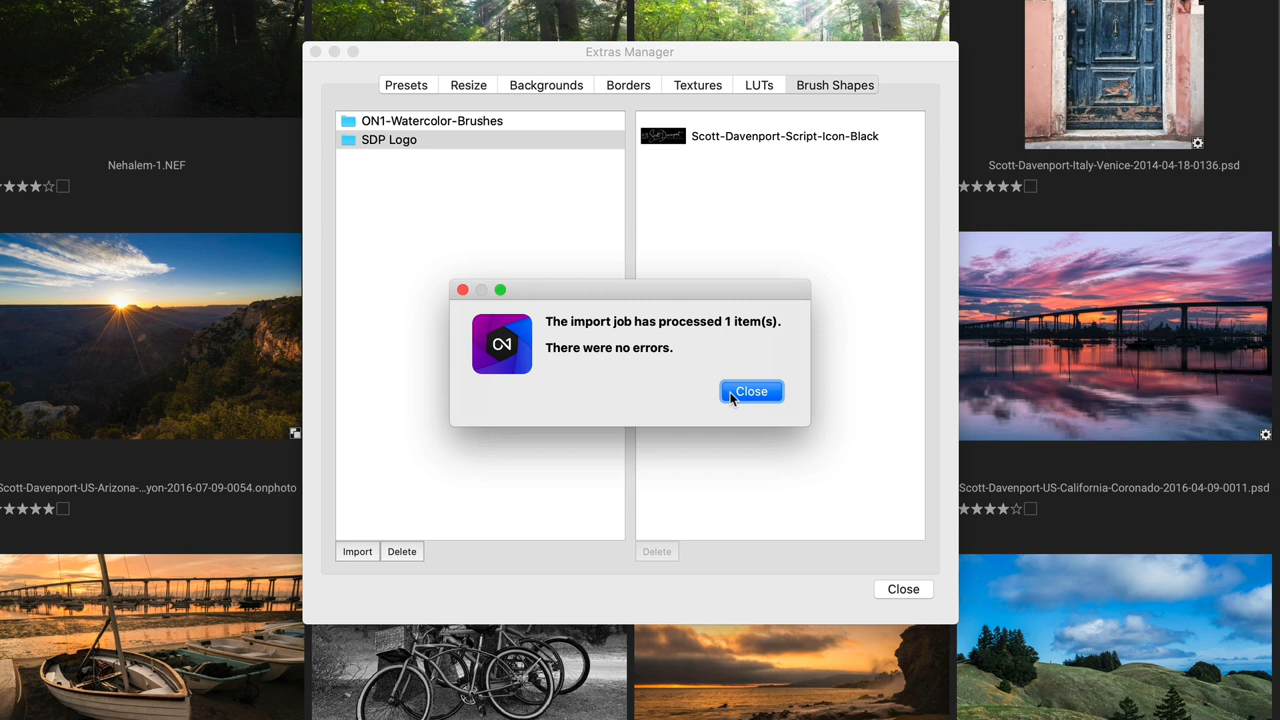 Extras Manager
Presets Resize Backgrounds Borders Textures LUTs Brush Shapes
ON1-Watercolor-Brushes
SDP Logo
Scott-Davenport-Script-Icon-Black
Nehalem-1.NEF
Scott-Davenport-Italy-Venice-2014-04-18-0136.psd
The import job has processed 1 item(s).
There were no errors.
Close
Scott-Davenport-US-Arizona-...yon-2016-07-09-0054.onphoto
Scott-Davenport-US-California-Coronado-2016-04-09-0011.psd
Import Delete
Delete
Close